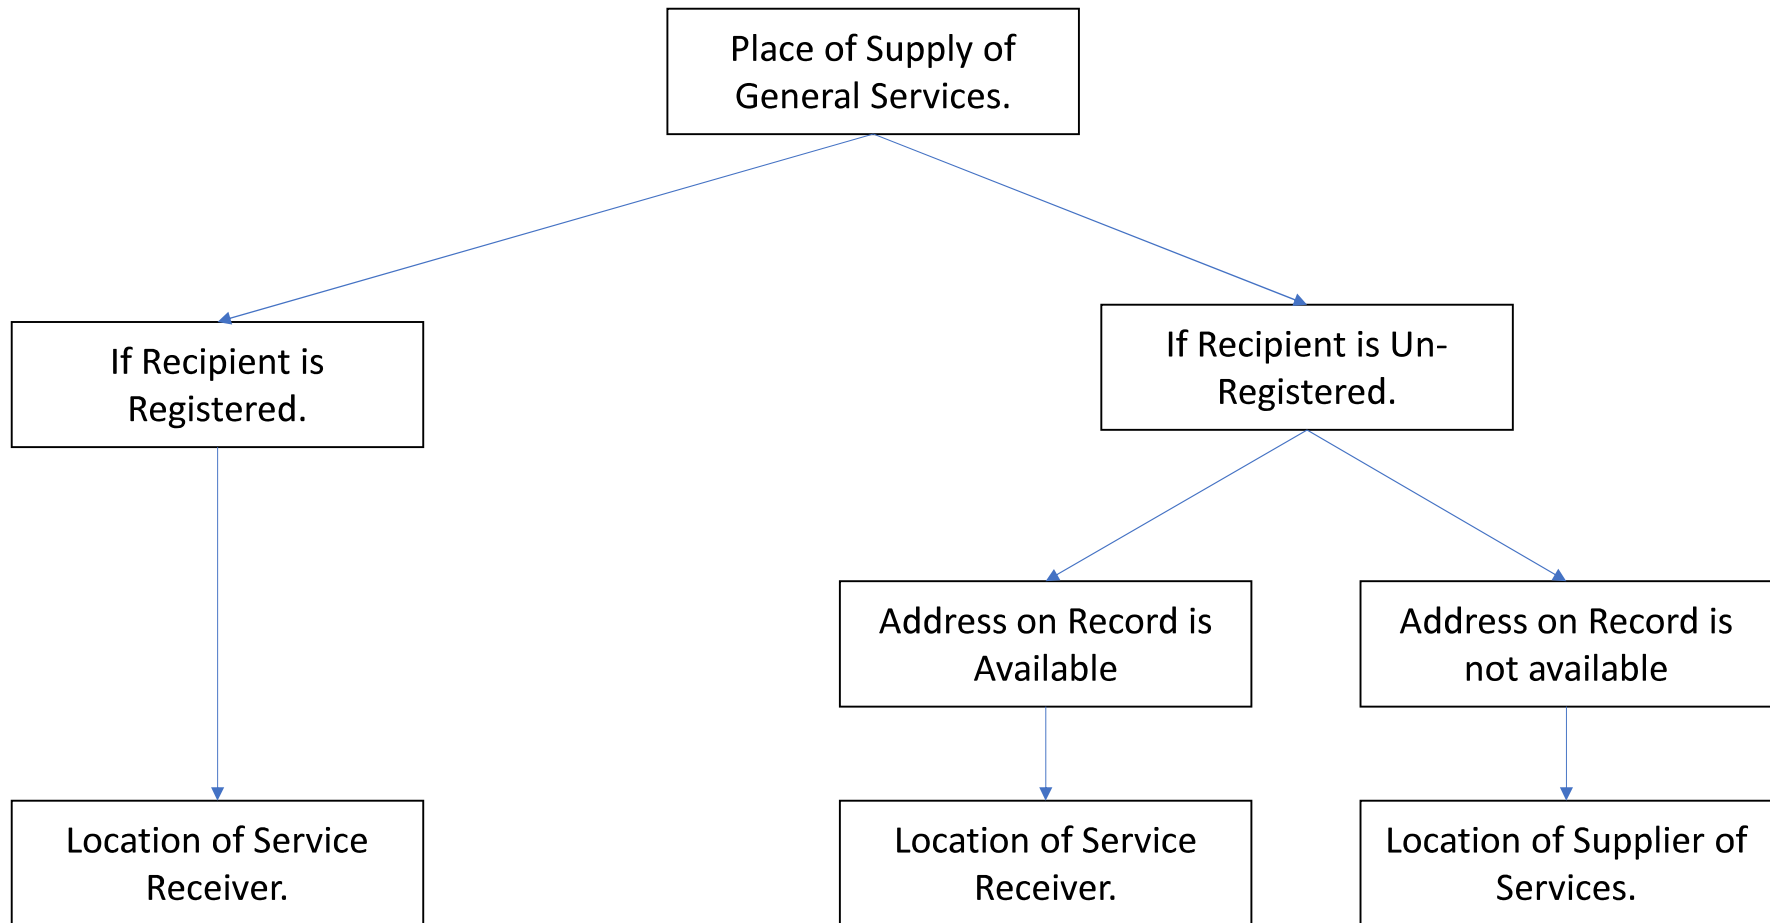 Place of Supply of
General Services.
If Recipient is
Registered.
If Recipient is Un-
Registered.
Address on Record is
Available
Address on Record is
not available
Location of Service
Receiver.
Location of Service
Receiver.
Location of Supplier of
Services.